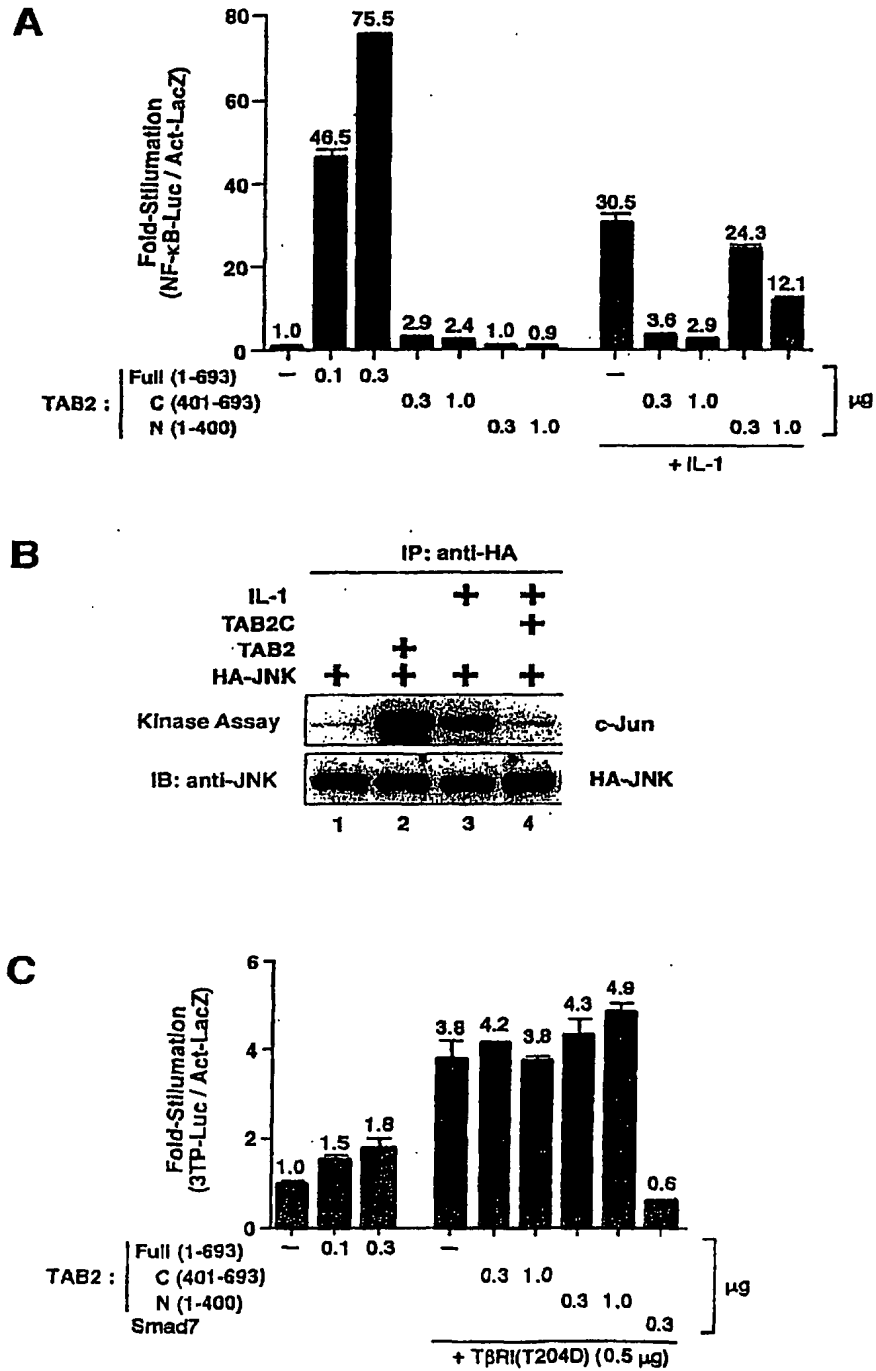 A
Fold-Stilumation
(NF-κB-Luc / Act-LacZ)
80
60
40
20
0
1.0
46.5
75.5
2.9
2.4
1.0
0.9
30.5
3.6
2.9
24.3
12.1
TAB2 :
Full (1-693) — 0.1 0.3 —
C (401-693) 0.3 1.0 0.3 1.0
N (1-400) 0.3 1.0 0.3 1.0
μg
+ IL-1
B
IP: anti-HA
IL-1 + +
TAB2C +
TAB2 +
HA-JNK + + + +
Kinase Assay c-Jun
IB: anti-JNK HA-JNK
1 2 3 4
C
Fold-Stilumation
(3TP-Luc / Act-LacZ)
6
4
2
0
1.0
1.5
1.8
3.8
4.2
3.8
4.3
4.9
0.6
TAB2 :
Full (1-693) — 0.1 0.3 —
C (401-693) 0.3 1.0
N (1-400) 0.3 1.0
Smad7 0.3
μg
+ TβRI(T204D) (0.5 μg)